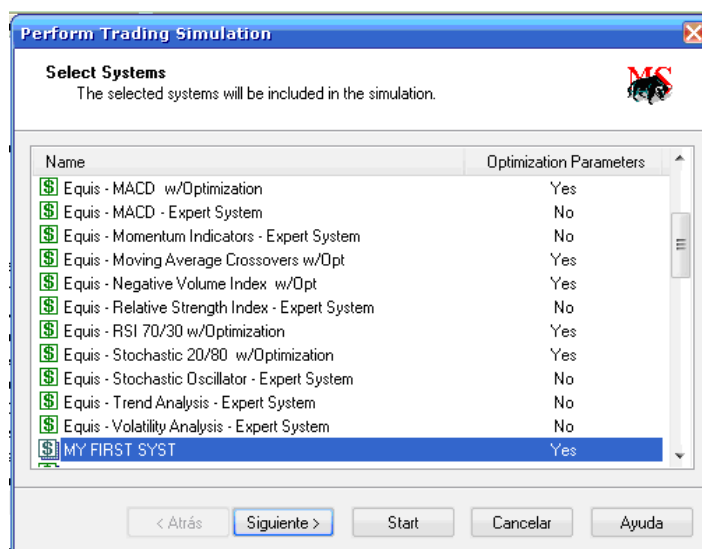 Perform Trading Simulation
Select Systems
The selected systems will be included in the simulation.
MS
Name Optimization Parameters
Equis - MACD w/Optimization Yes
Equis - MACD - Expert System No
Equis - Momentum Indicators - Expert System No
Equis - Moving Average Crossovers w/Opt Yes
Equis - Negative Volume Index w/Opt Yes
Equis - Relative Strength Index - Expert System No
Equis - RSI 70/30 w/Optimization Yes
Equis - Stochastic 20/80 w/Optimization Yes
Equis - Stochastic Oscillator - Expert System No
Equis - Trend Analysis - Expert System No
Equis - Volatility Analysis - Expert System No
MY FIRST SYST Yes
< Atrás Siguiente > Start Cancelar Ayuda